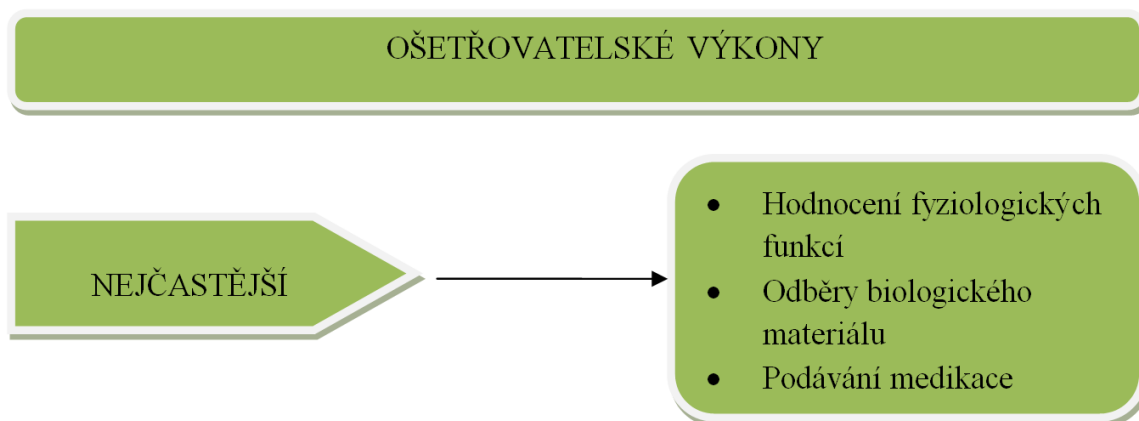 OŠETŘOVATELSKÉ VÝKONY
NEJČASTĚJŠÍ
• Hodnocení fyziologických
funkcí
• Odběry biologického
materiálu
• Podávání medikace